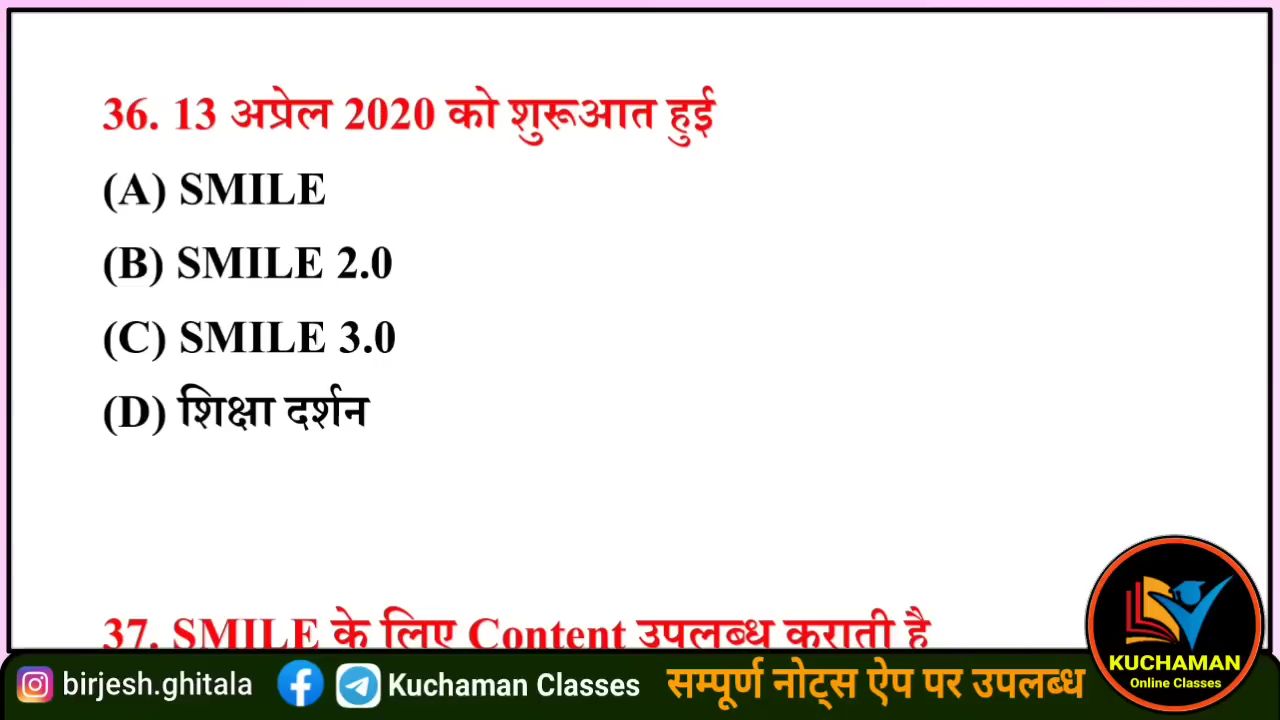 36. 13 अप्रेल 2020 को शुरूआत हुई
(A) SMILE
(B) SMILE 2.0
(C) SMILE 3.0
(D) शिक्षा दर्शन
37. SMILE के लिए Content उपलब्ध कराती है
birjesh.ghitala
Kuchaman Classes
सम्पूर्ण नोट्स ऐप पर उपलब्ध
KUCHAMAN
Online Classes